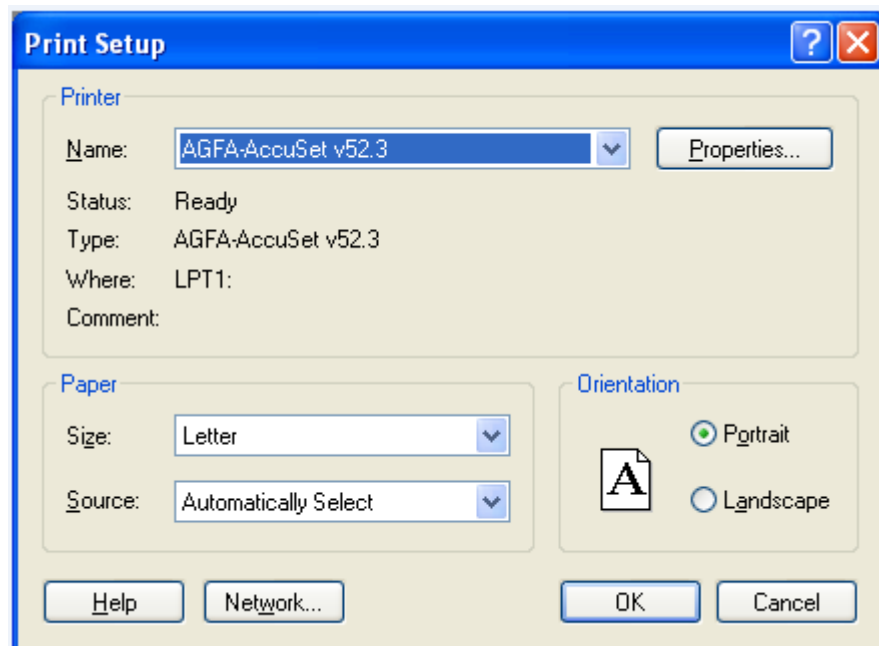 Print Setup
Printer
Name: AGFA-AccuSet v52.3 Properties...
Status: Ready
Type: AGFA-AccuSet v52.3
Where: LPT1:
Comment:
Paper Orientation
Size: Letter Portrait
A
Source: Automatically Select Landscape
Help Network... OK Cancel